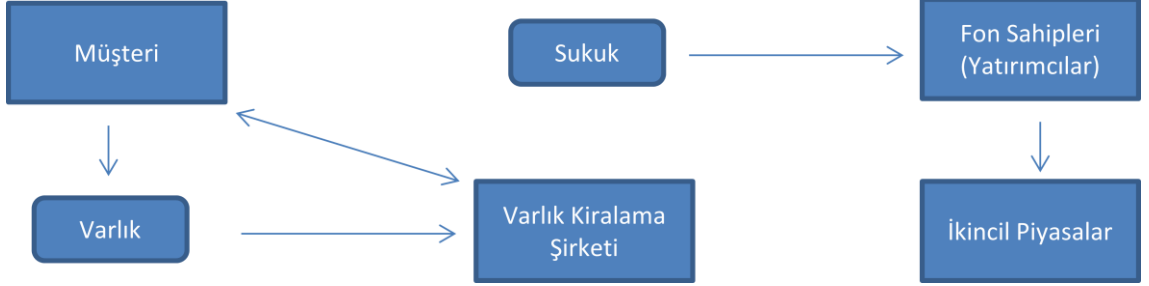 Müşteri
Sukuk
Fon Sahipleri
(Yatırımcılar)
Varlık
Varlık Kiralama
Şirketi
İkincil Piyasalar